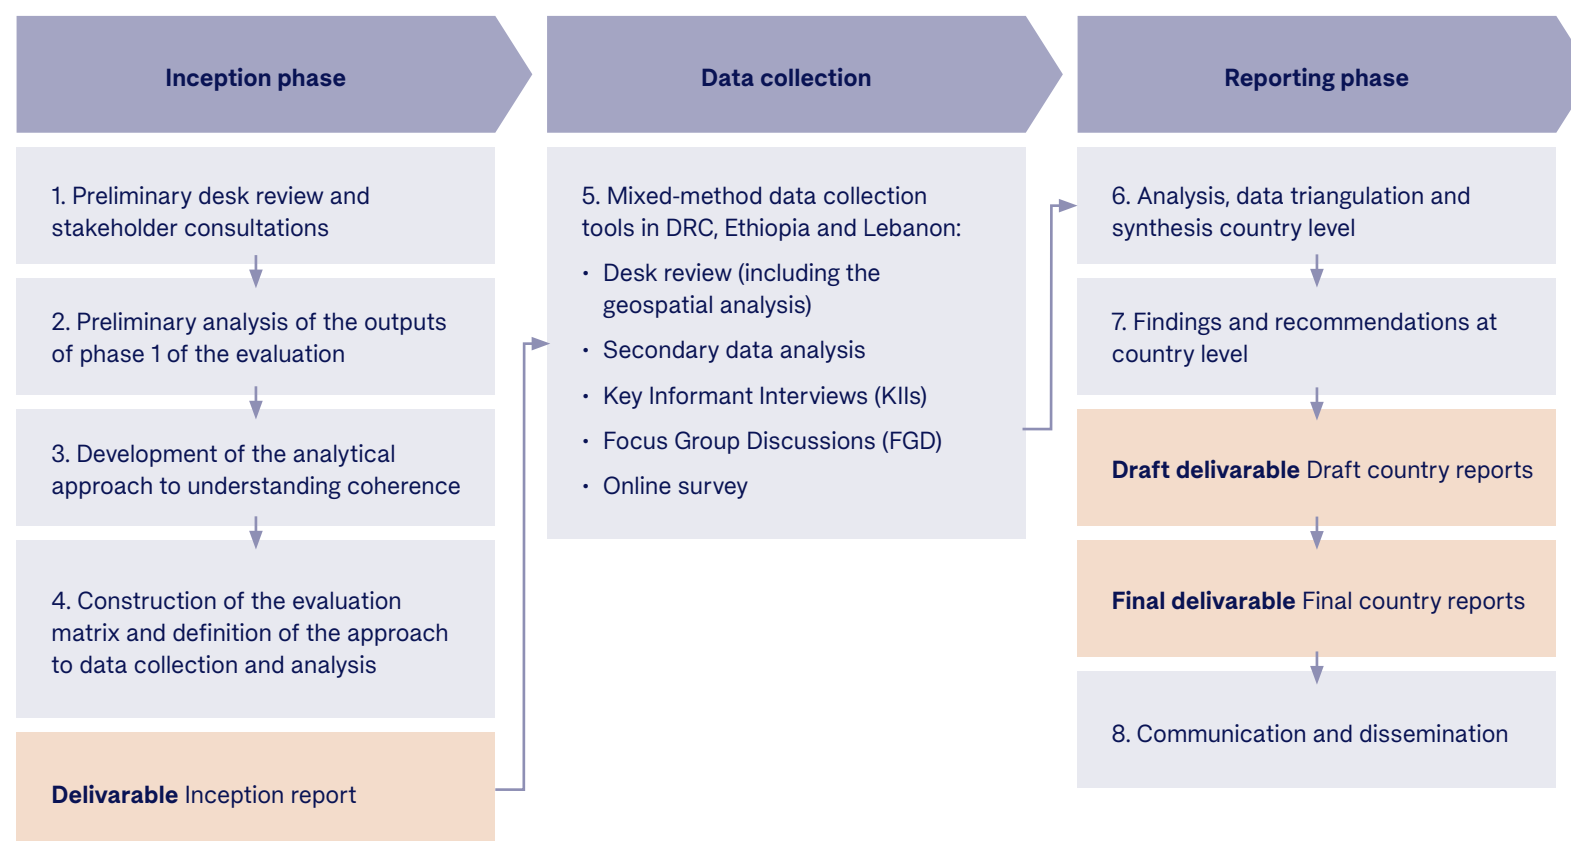 Inception phase
1. Preliminary desk review and
stakeholder consultations
2. Preliminary analysis of the outputs
of phase 1 of the evaluation
3. Development of the analytical
approach to understanding coherence
4. Construction of the evaluation
matrix and definition of the approach
to data collection and analysis
Delivarable Inception report
Data collection
5. Mixed-method data collection
tools in DRC, Ethiopia and Lebanon:
• Desk review (including the
geospatial analysis)
• Secondary data analysis
• Key Informant Interviews (KIIs)
• Focus Group Discussions (FGD)
• Online survey
Reporting phase
6. Analysis, data triangulation and
synthesis country level
7. Findings and recommendations at
country level
Draft delivarable Draft country reports
Final delivarable Final country reports
8. Communication and dissemination